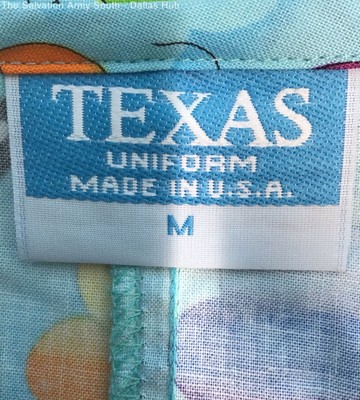 The Salvation Army South - Dallas Hub
TEXAS
UNIFORM
MADE IN U.S.A.
M